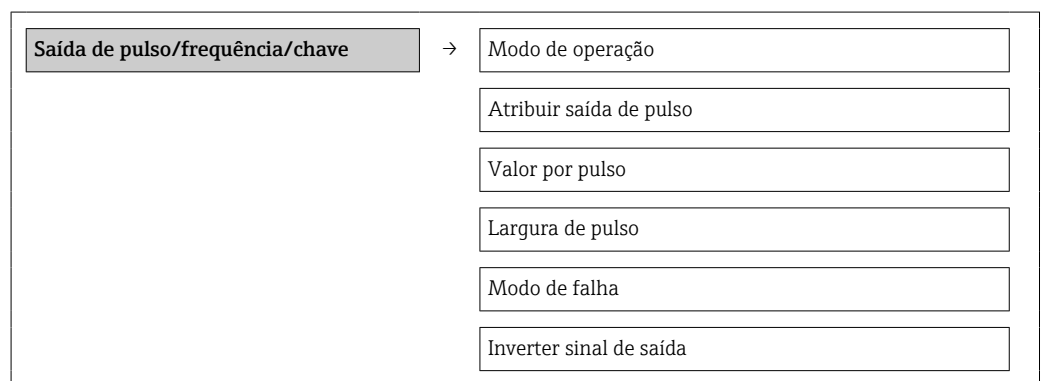 Saída de pulso/frequência/chave → Modo de operação
Atribuir saída de pulso
Valor por pulso
Largura de pulso
Modo de falha
Inverter sinal de saída